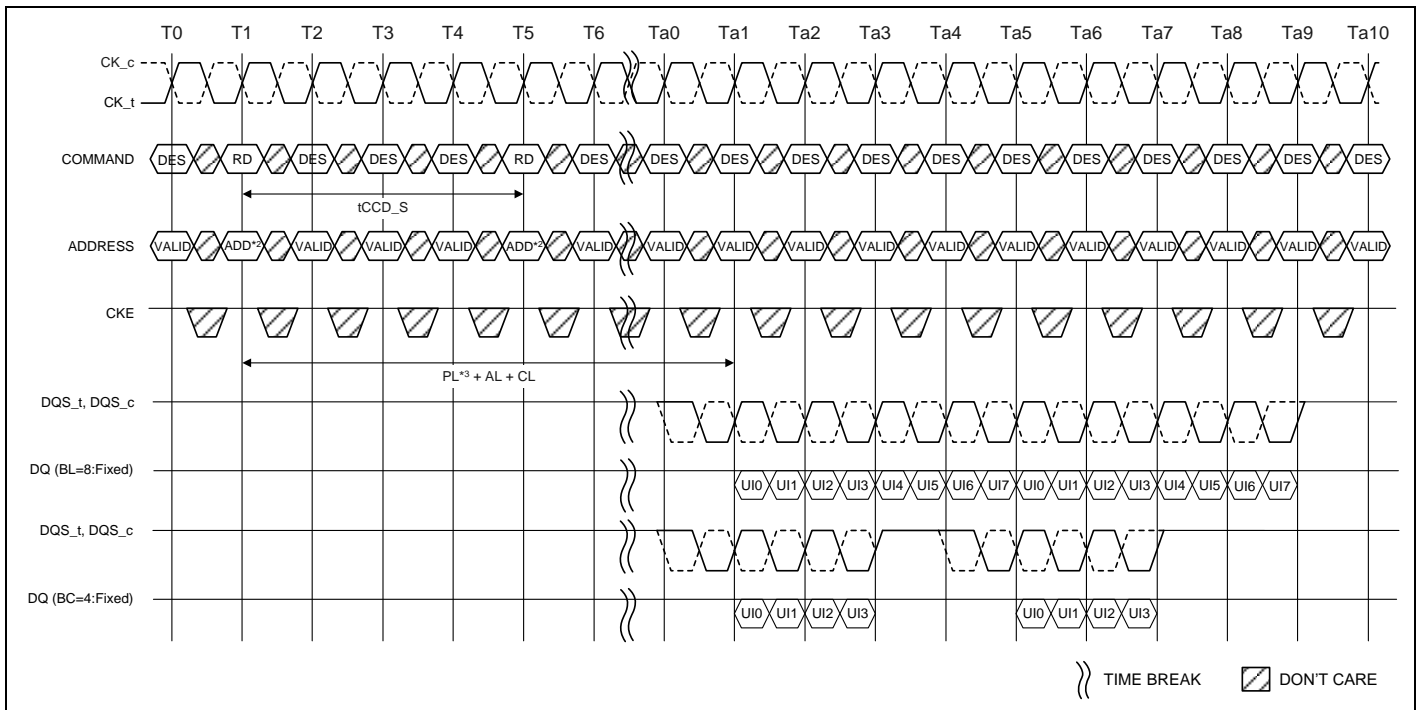 T0 T1 T2 T3 T4 T5 T6 Ta0 Ta1 Ta2 Ta3 Ta4 Ta5 Ta6 Ta7 Ta8 Ta9 Ta10
CK_c
CK_t
COMMAND DES RD DES DES DES RD DES DES DES DES DES DES DES DES DES DES DES DES
tCCD_S
ADDRESS VALID ADD*2 VALID VALID VALID ADD*2 VALID VALID VALID VALID VALID VALID VALID VALID VALID VALID VALID VALID
CKE
PL*3 + AL + CL
DQS_t, DQS_c
DQ (BL=8:Fixed) UI0 UI1 UI2 UI3 UI4 UI5 UI6 UI7 UI0 UI1 UI2 UI3 UI4 UI5 UI6 UI7
DQS_t, DQS_c
DQ (BC=4:Fixed) UI0 UI1 UI2 UI3 UI0 UI1 UI2 UI3
TIME BREAK DON'T CARE